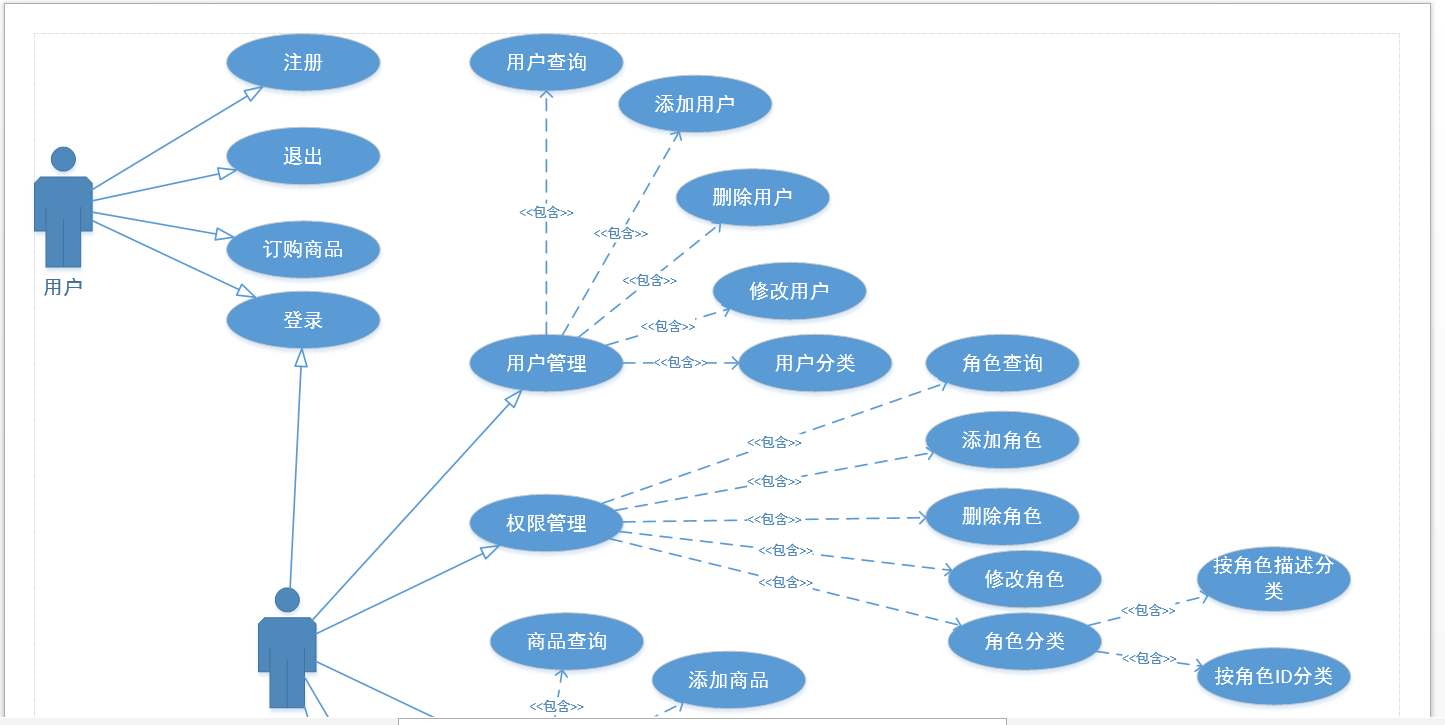 注册
用户查询
添加用户
退出
删除用户
<<包含>>
<<包含>>
订购商品
<<包含>>
用户
修改用户
登录
<<包含>>
用户管理
<<包含>>
用户分类
角色查询
<<包含>>
添加角色
<<包含>>
权限管理
<<包含>>
删除角色
<<包含>>
修改角色
按角色描述分
类
<<包含>>
<<包含>>
商品查询
角色分类
<<包含>>
按角色ID分类
添加商品
<<包含>>